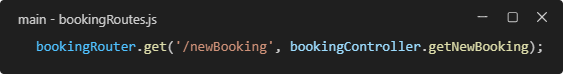 main - bookingRoutes.js
bookingRouter.get('/newBooking', bookingController.getNewBooking);